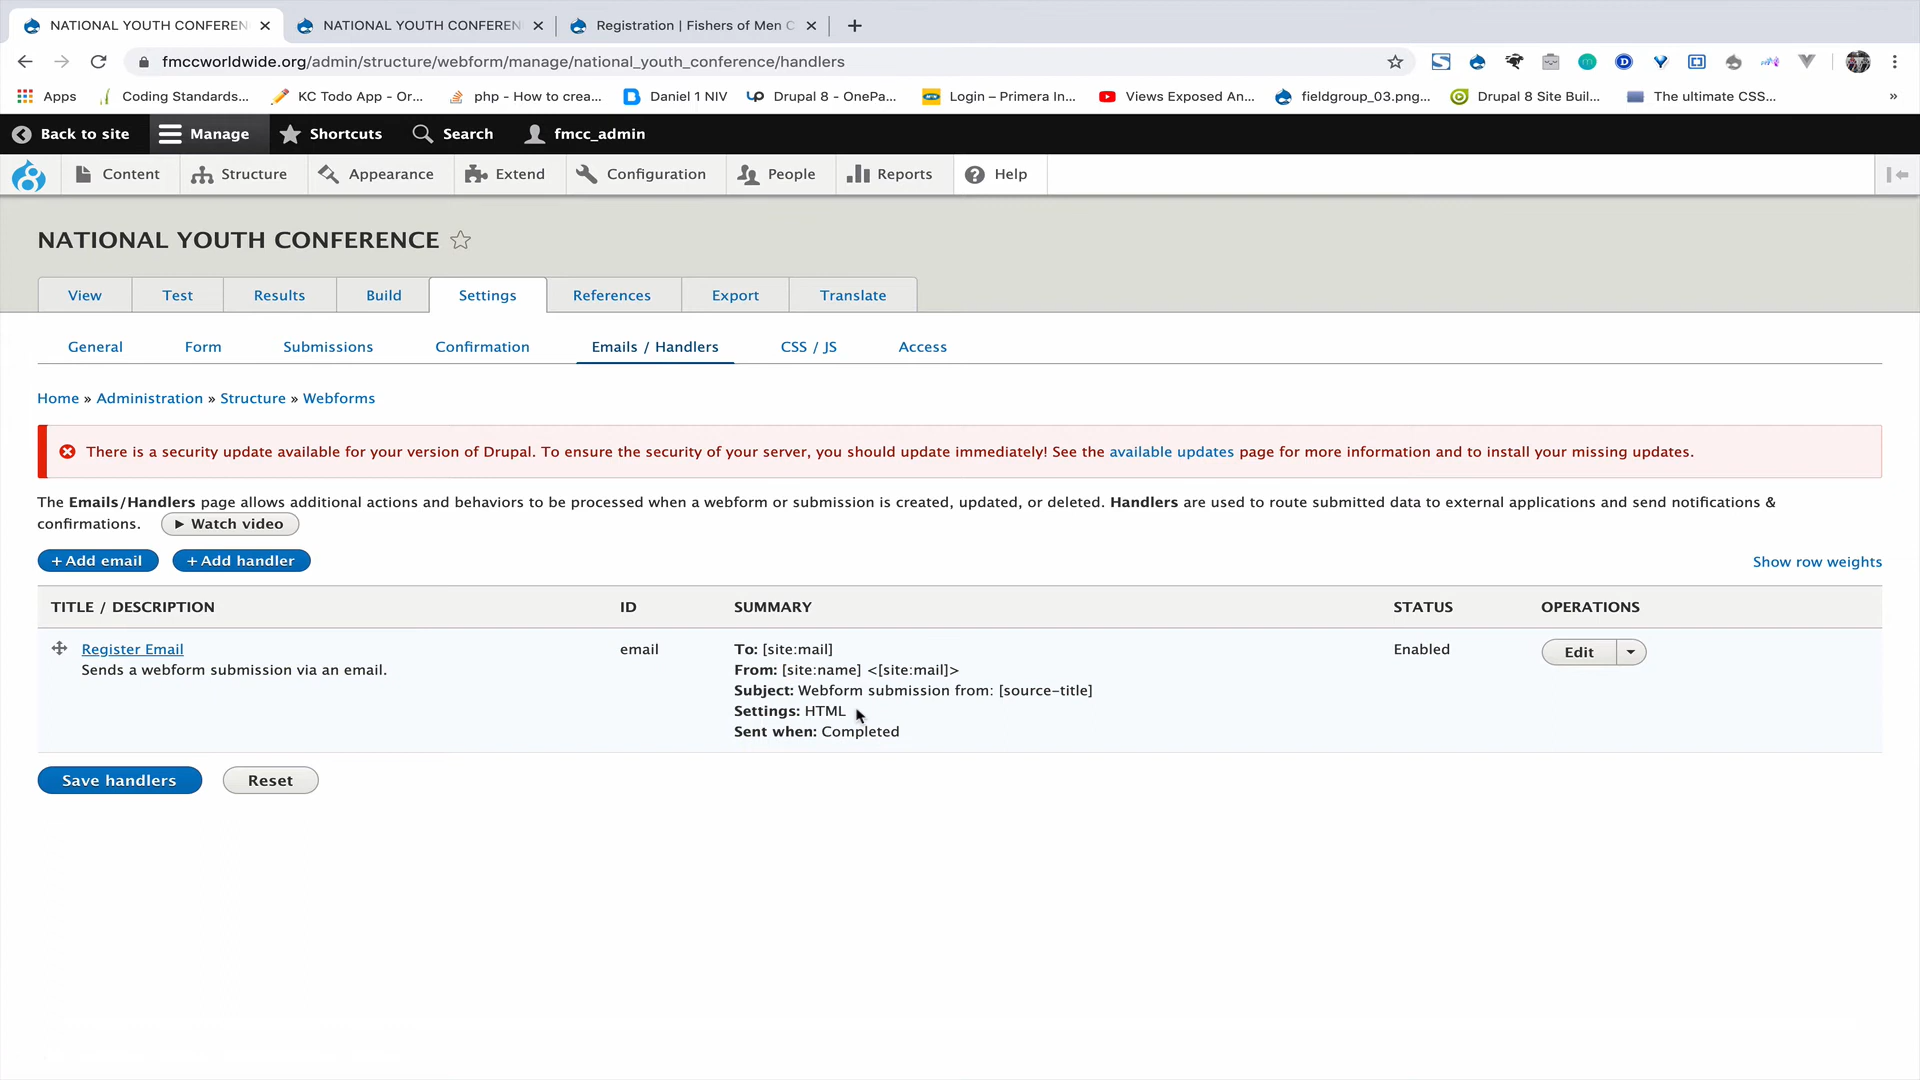 NATIONAL YOUTH CONFEREN
NATIONAL YOUTH CONFEREN
Registration | Fishers of Men C
fmccworldwide.org/admin/structure/webform/manage/national_youth_conference/handlers
Apps
Coding Standards...
KC Todo App - Or...
php - How to crea...
Daniel 1 NIV
Drupal 8 - OnePa...
Login – Primera In...
Views Exposed An...
fieldgroup_03.png...
Drupal 8 Site Buil...
The ultimate CSS...
»
Back to site
Manage
Shortcuts
Search
fmcc_admin
Content
Structure
Appearance
Extend
Configuration
People
Reports
Help
NATIONAL YOUTH CONFERENCE
View
Test
Results
Build
Settings
References
Export
Translate
General
Form
Submissions
Confirmation
Emails / Handlers
CSS / JS
Access
Home » Administration » Structure » Webforms
There is a security update available for your version of Drupal. To ensure the security of your server, you should update immediately! See the available updates page for more information and to install your missing updates.
The Emails/Handlers page allows additional actions and behaviors to be processed when a webform or submission is created, updated, or deleted. Handlers are used to route submitted data to external applications and send notifications &
confirmations. Watch video
+ Add email
+ Add handler
Show row weights
TITLE / DESCRIPTION
ID
SUMMARY
STATUS
OPERATIONS
Register Email
Sends a webform submission via an email.
email
To: [site:mail]
From: [site:name] <[site:mail]>
Subject: Webform submission from: [source-title]
Settings: HTML
Sent when: Completed
Enabled
Edit
Save handlers
Reset